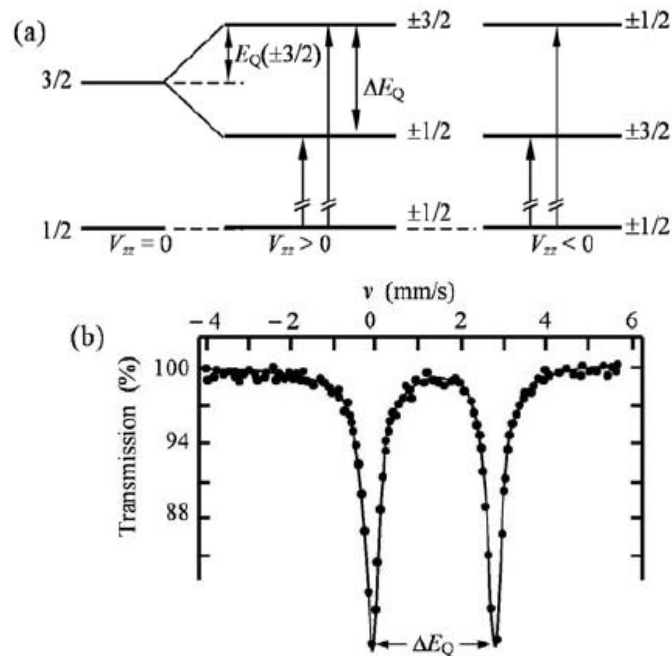 (a)
±3/2 ±1/2
E_Q(±3/2)
3/2 ΔE_Q
±1/2 ±3/2
±1/2
1/2 V_zz = 0 V_zz > 0 V_zz < 0 ±1/2
v (mm/s)
(b)
−4 −2 0 2 4 6
Transmission (%)
100
94
88
ΔE_Q